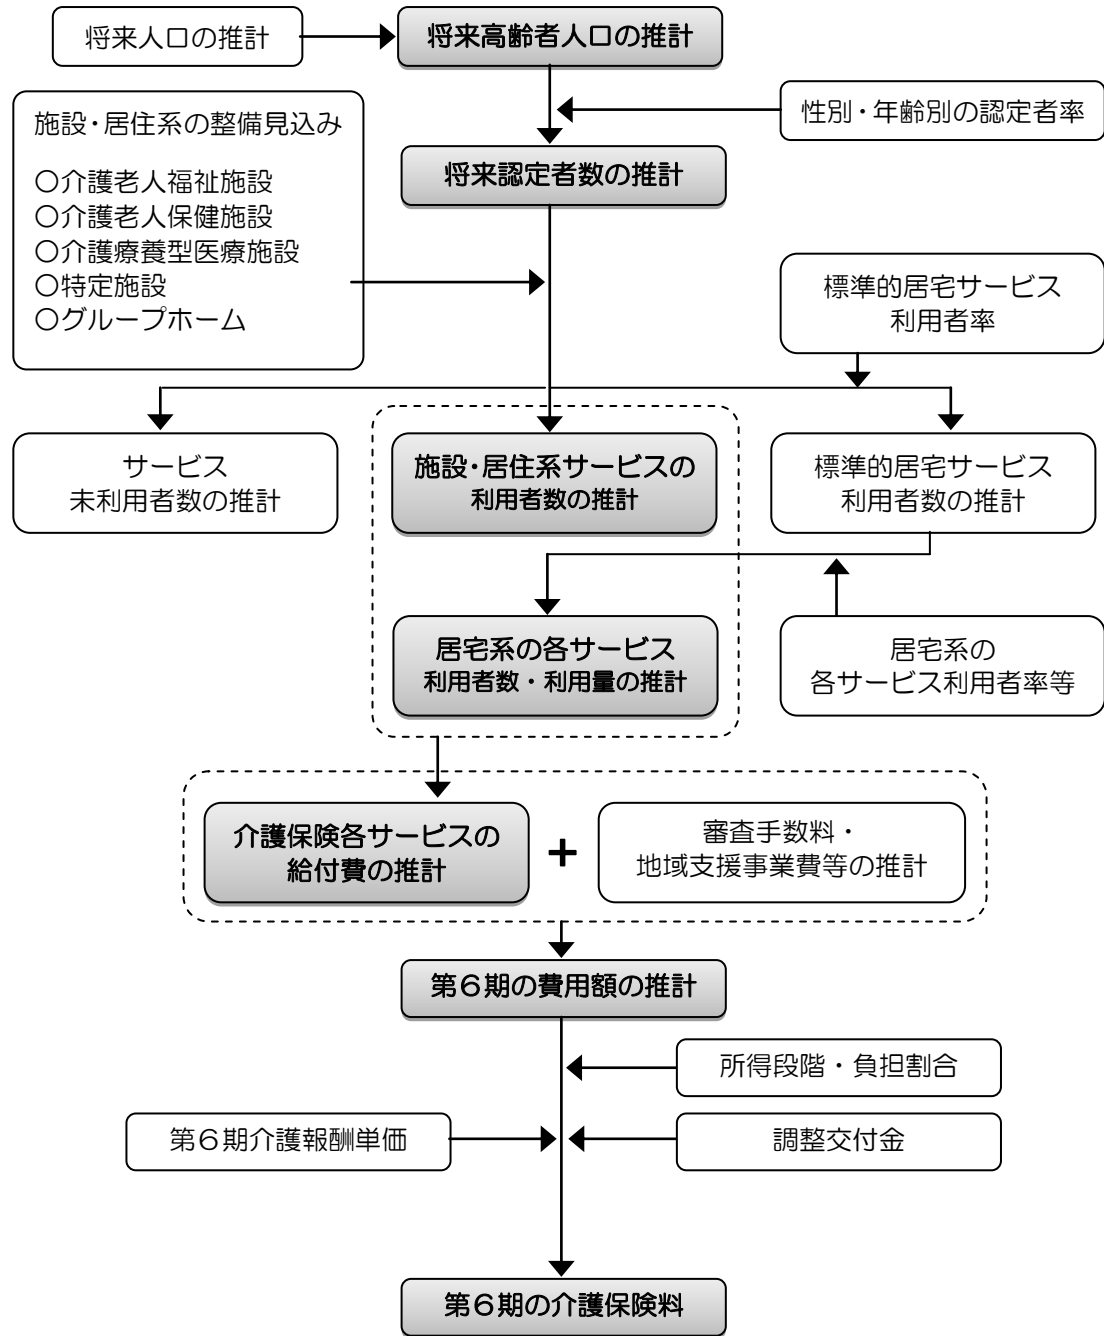 将来人口の推計
将来高齢者人口の推計
性別・年齢別の認定者率
施設・居住系の整備見込み
○介護老人福祉施設
○介護老人保健施設
○介護療養型医療施設
○特定施設
○グループホーム
将来認定者数の推計
標準的居宅サービス
利用者率
サービス
未利用者数の推計
施設・居住系サービスの
利用者数の推計
標準的居宅サービス
利用者数の推計
居宅系の各サービス
利用者数・利用量の推計
居宅系の
各サービス利用者率等
介護保険各サービスの
給付費の推計
+
審査手数料・
地域支援事業費等の推計
第6期の費用額の推計
所得段階・負担割合
第6期介護報酬単価
調整交付金
第6期の介護保険料